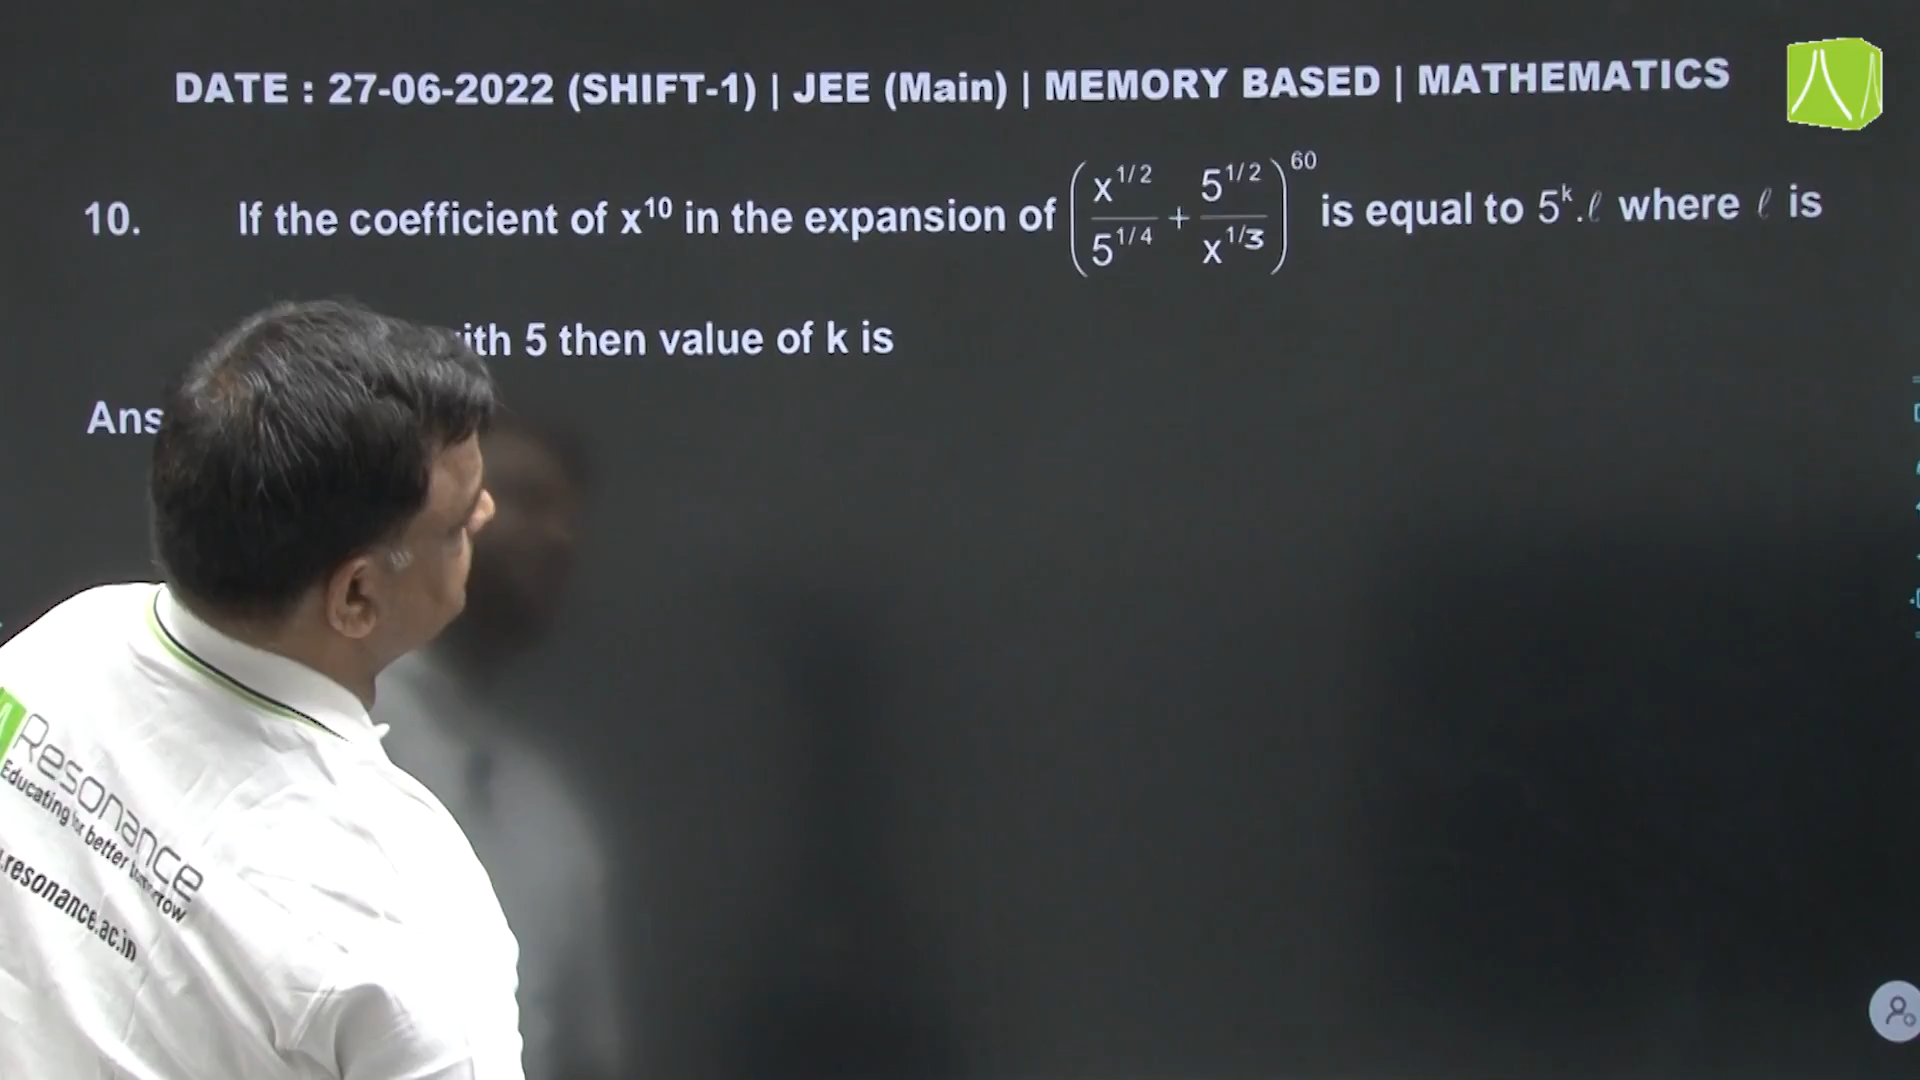 DATE : 27-06-2022 (SHIFT-1) | JEE (Main) | MEMORY BASED | MATHEMATICS
10. If the coefficient of x^10 in the expansion of (x^{1/2}/5^{1/4} + 5^{1/2}/x^{1/3})^60 is equal to 5^k.ℓ where ℓ is
ith 5 then value of k is
Ans
Resonance
Educating for better tomorrow
.resonance.ac.in